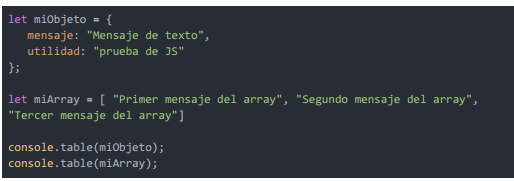 let miObjeto = {
   mensaje: "Mensaje de texto",
   utilidad: "prueba de JS"
};

let miArray = [ "Primer mensaje del array", "Segundo mensaje del array",
"Tercer mensaje del array"]

console.table(miObjeto);
console.table(miArray);